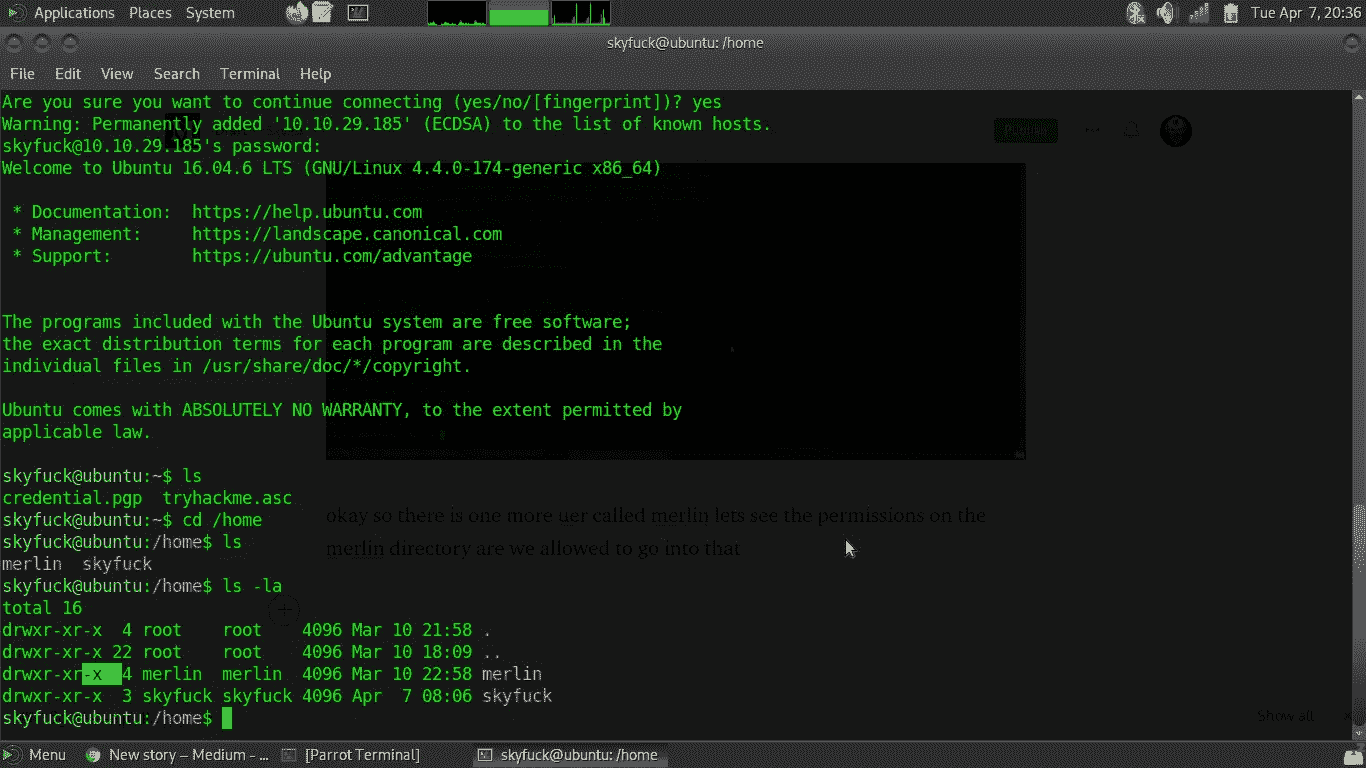 Applications Places System Tue Apr 7, 20:36
skyfuck@ubuntu: /home
File Edit View Search Terminal Help
Are you sure you want to continue connecting (yes/no/[fingerprint])? yes
Warning: Permanently added '10.10.29.185' (ECDSA) to the list of known hosts.
skyfuck@10.10.29.185's password:
Welcome to Ubuntu 16.04.6 LTS (GNU/Linux 4.4.0-174-generic x86_64)
* Documentation: https://help.ubuntu.com
* Management: https://landscape.canonical.com
* Support: https://ubuntu.com/advantage
The programs included with the Ubuntu system are free software;
the exact distribution terms for each program are described in the
individual files in /usr/share/doc/*/copyright.
Ubuntu comes with ABSOLUTELY NO WARRANTY, to the extent permitted by
applicable law.
skyfuck@ubuntu:~$ ls
credential.pgp tryhackme.asc
skyfuck@ubuntu:~$ cd /home
okay so there is one more uer called merlin lets see the permissions on the
skyfuck@ubuntu:/home$ ls
merlin directory are we allowed to go into that
merlin skyfuck
skyfuck@ubuntu:/home$ ls -la
total 16
drwxr-xr-x 4 root root 4096 Mar 10 21:58 .
drwxr-xr-x 22 root root 4096 Mar 10 18:09 ..
drwxr-xr-x 4 merlin merlin 4096 Mar 10 22:58 merlin
drwxr-xr-x 3 skyfuck skyfuck 4096 Apr 7 08:06 skyfuck
skyfuck@ubuntu:/home$
Show all
Menu New story – Medium - ... [Parrot Terminal] skyfuck@ubuntu: /home